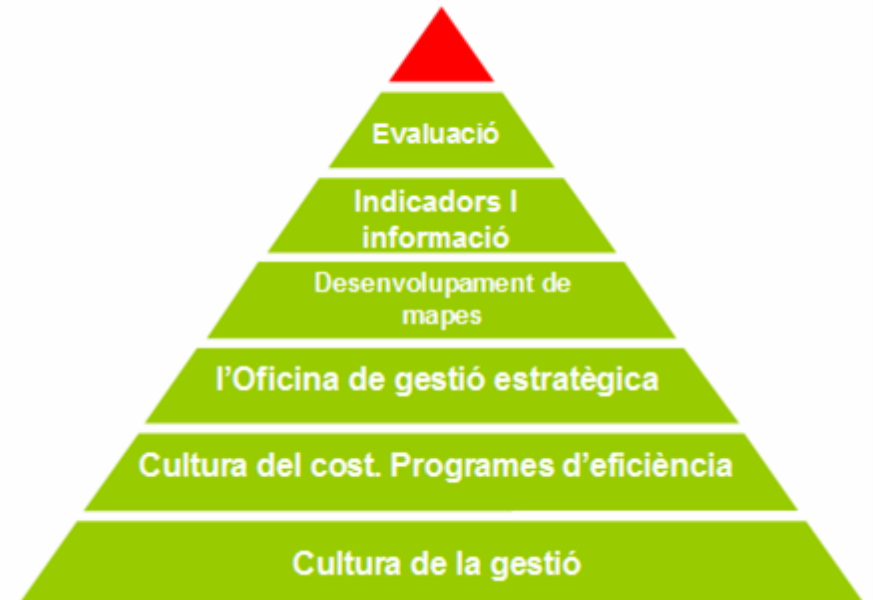 Evaluació
Indicadors I
informació
Desenvolupament de
mapes
l'Oficina de gestió estratègica
Cultura del cost. Programes d'eficiència
Cultura de la gestió